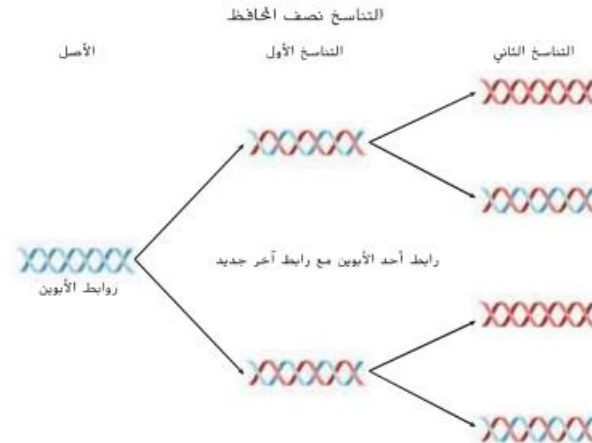 التناسخ نصف المحافظ
الأصل
التناسخ الأول
التناسخ الثاني
رابط أحد الأبوين مع رابط آخر جديد
روابط الأبوين